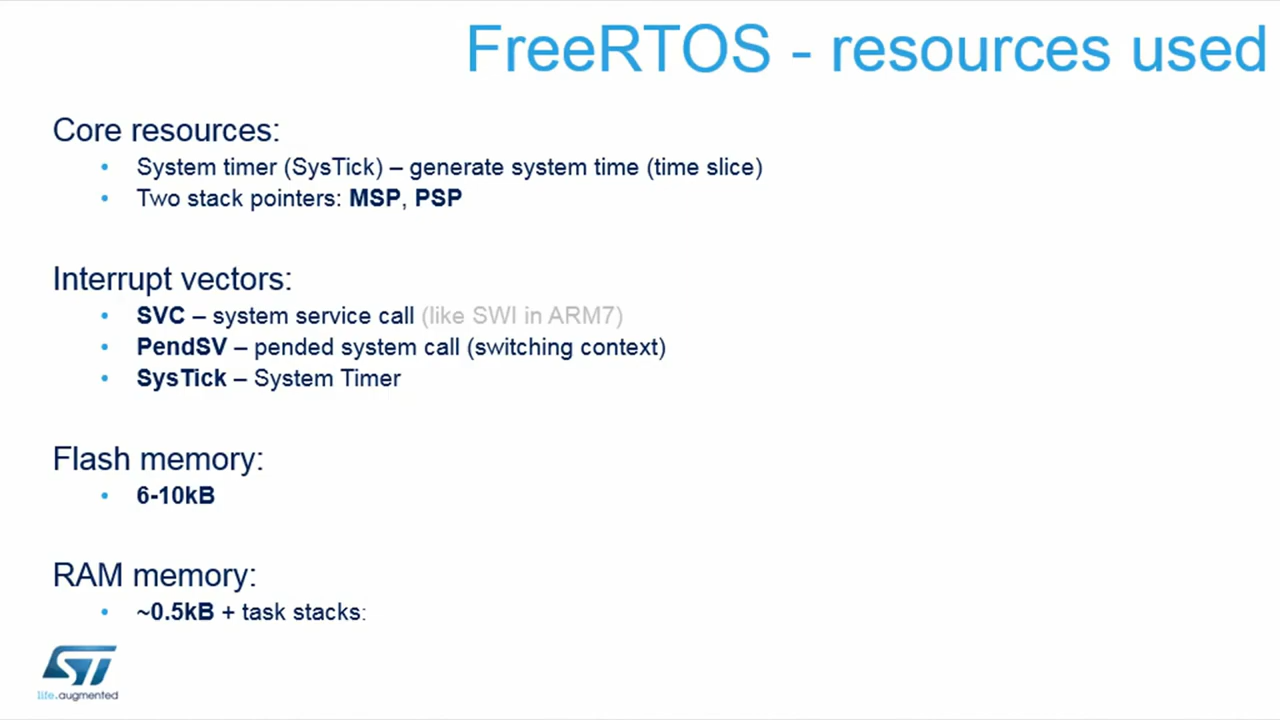 FreeRTOS - resources used
Core resources:
• System timer (SysTick) – generate system time (time slice)
• Two stack pointers: MSP, PSP
Interrupt vectors:
• SVC – system service call (like SWI in ARM7)
• PendSV – pended system call (switching context)
• SysTick – System Timer
Flash memory:
• 6-10kB
RAM memory:
• ~0.5kB + task stacks:
ST
life.augmented